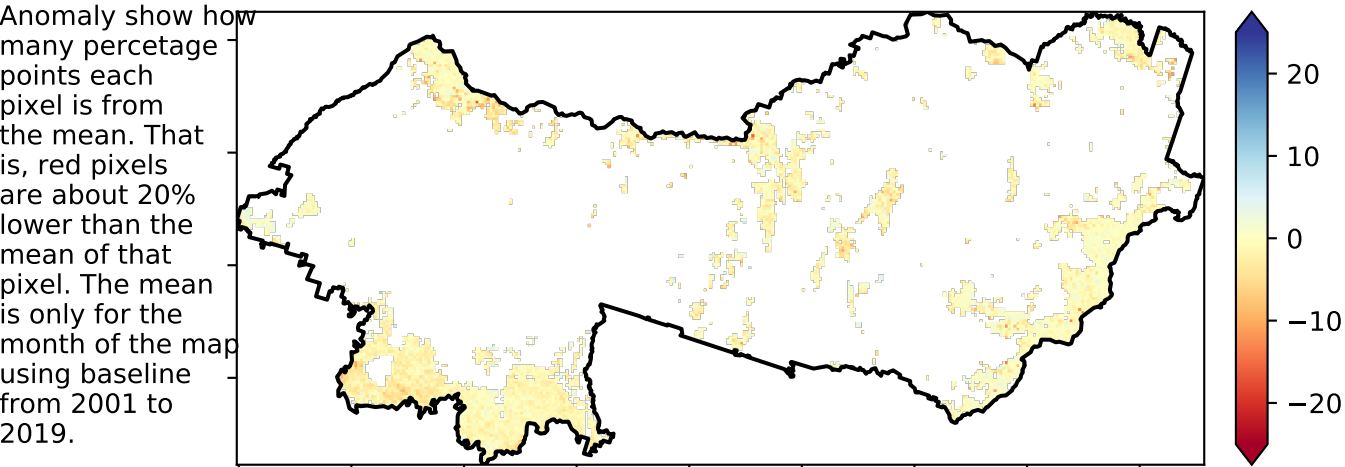 Anomaly show how
many percetage
points each
pixel is from
the mean. That
is, red pixels
are about 20%
lower than the
mean of that
pixel. The mean
is only for the
month of the map
using baseline
from 2001 to
2019.
20
10
0
−10
−20